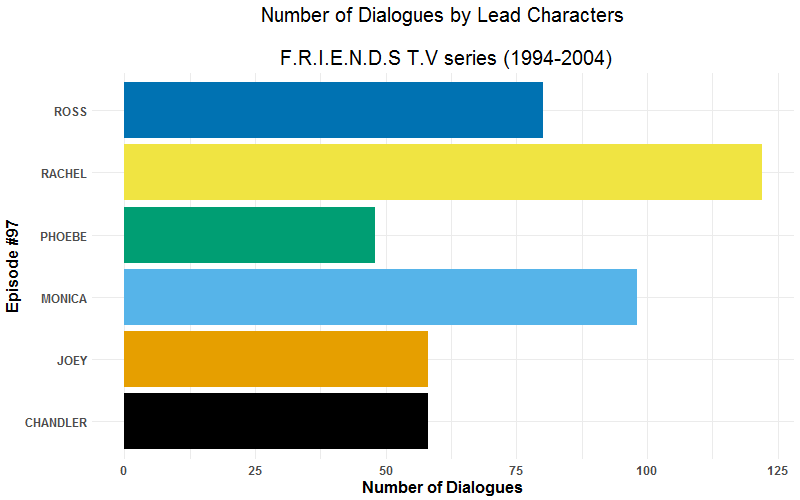 Number of Dialogues by Lead Characters
F.R.I.E.N.D.S T.V series (1994-2004)
Episode #97
ROSS
RACHEL
PHOEBE
MONICA
JOEY
CHANDLER
0 25 50 75 100 125
Number of Dialogues